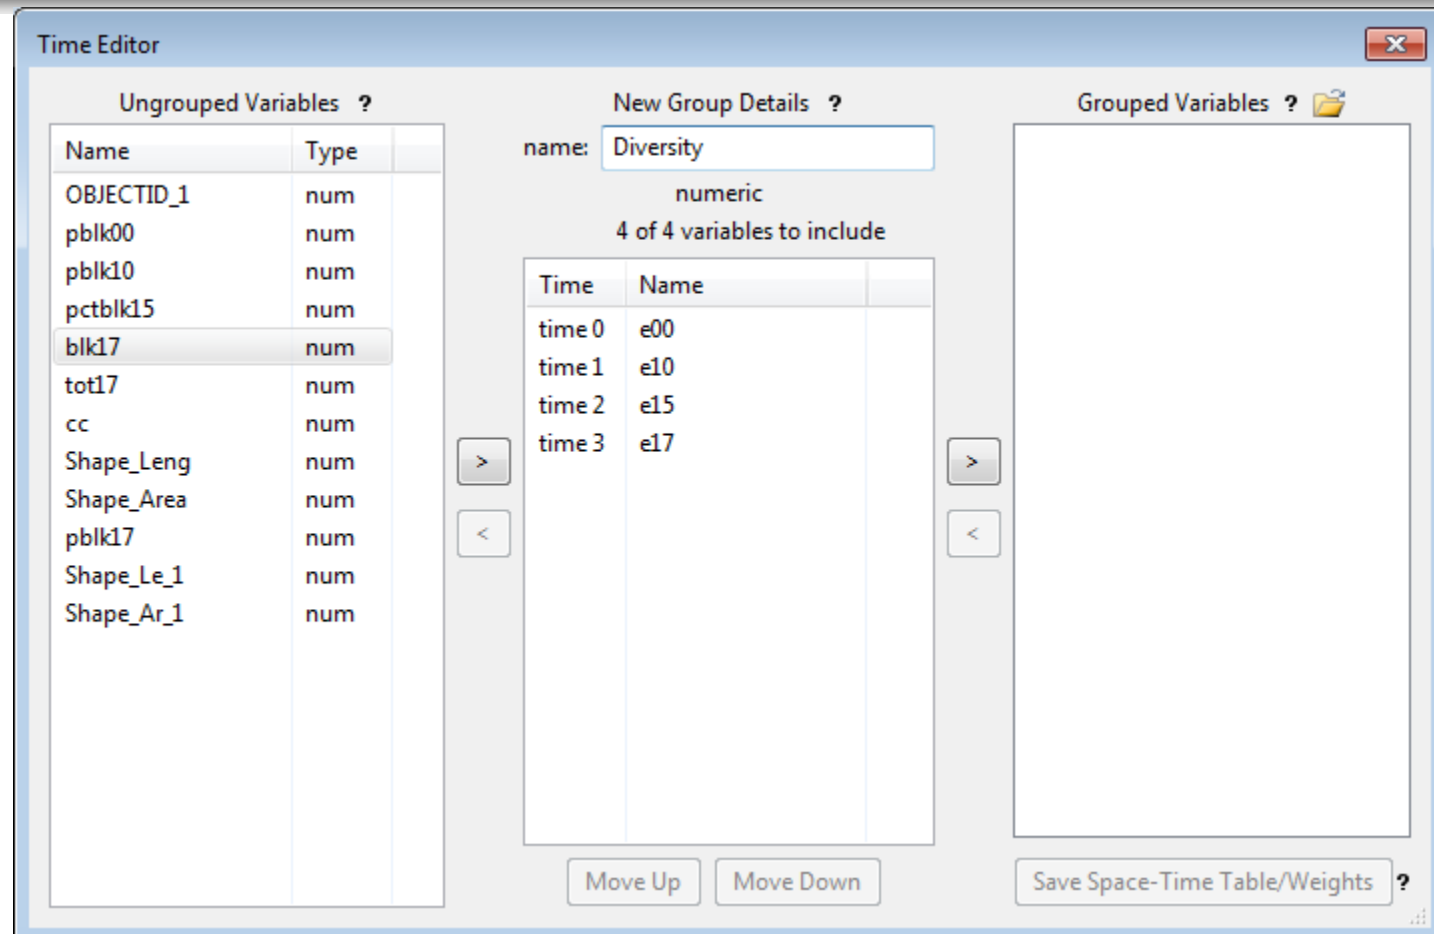 Time Editor
Ungrouped Variables ?
Name Type
OBJECTID_1 num
pblk00 num
pblk10 num
pctblk15 num
blk17 num
tot17 num
cc num
Shape_Leng num
Shape_Area num
pblk17 num
Shape_Le_1 num
Shape_Ar_1 num
>
<
New Group Details ?
name: Diversity
numeric
4 of 4 variables to include
Time Name
time 0 e00
time 1 e10
time 2 e15
time 3 e17
Move Up Move Down
>
<
Grouped Variables ?
Save Space-Time Table/Weights ?